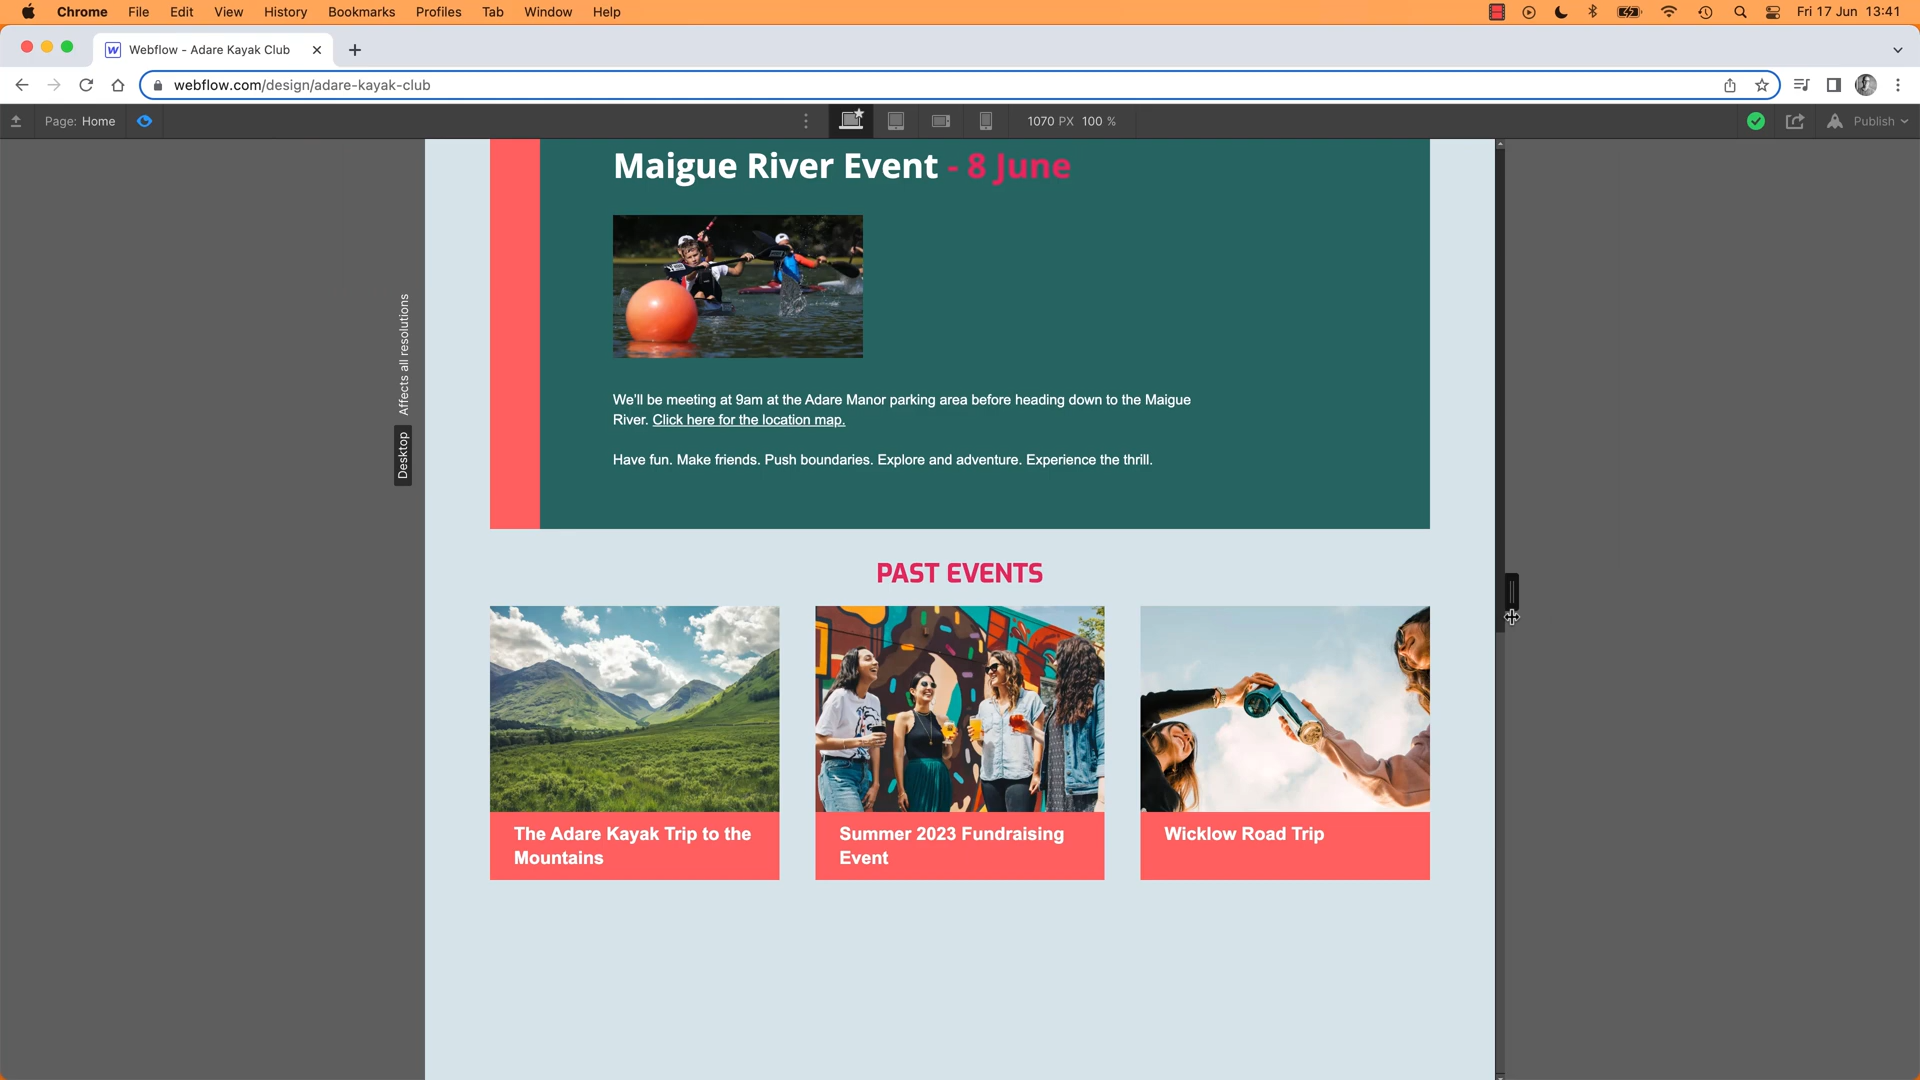 Chrome File Edit View History Bookmarks Profiles Tab Window Help Fri 17 Jun 13:41
Webflow - Adare Kayak Club
webflow.com/design/adare-kayak-club
Page: Home 1070 PX 100 % Publish
Affects all resolutions
Desktop
Maigue River Event - 8 June
We'll be meeting at 9am at the Adare Manor parking area before heading down to the Maigue
River. Click here for the location map.
Have fun. Make friends. Push boundaries. Explore and adventure. Experience the thrill.
PAST EVENTS
The Adare Kayak Trip to the
Mountains
Summer 2023 Fundraising
Event
Wicklow Road Trip